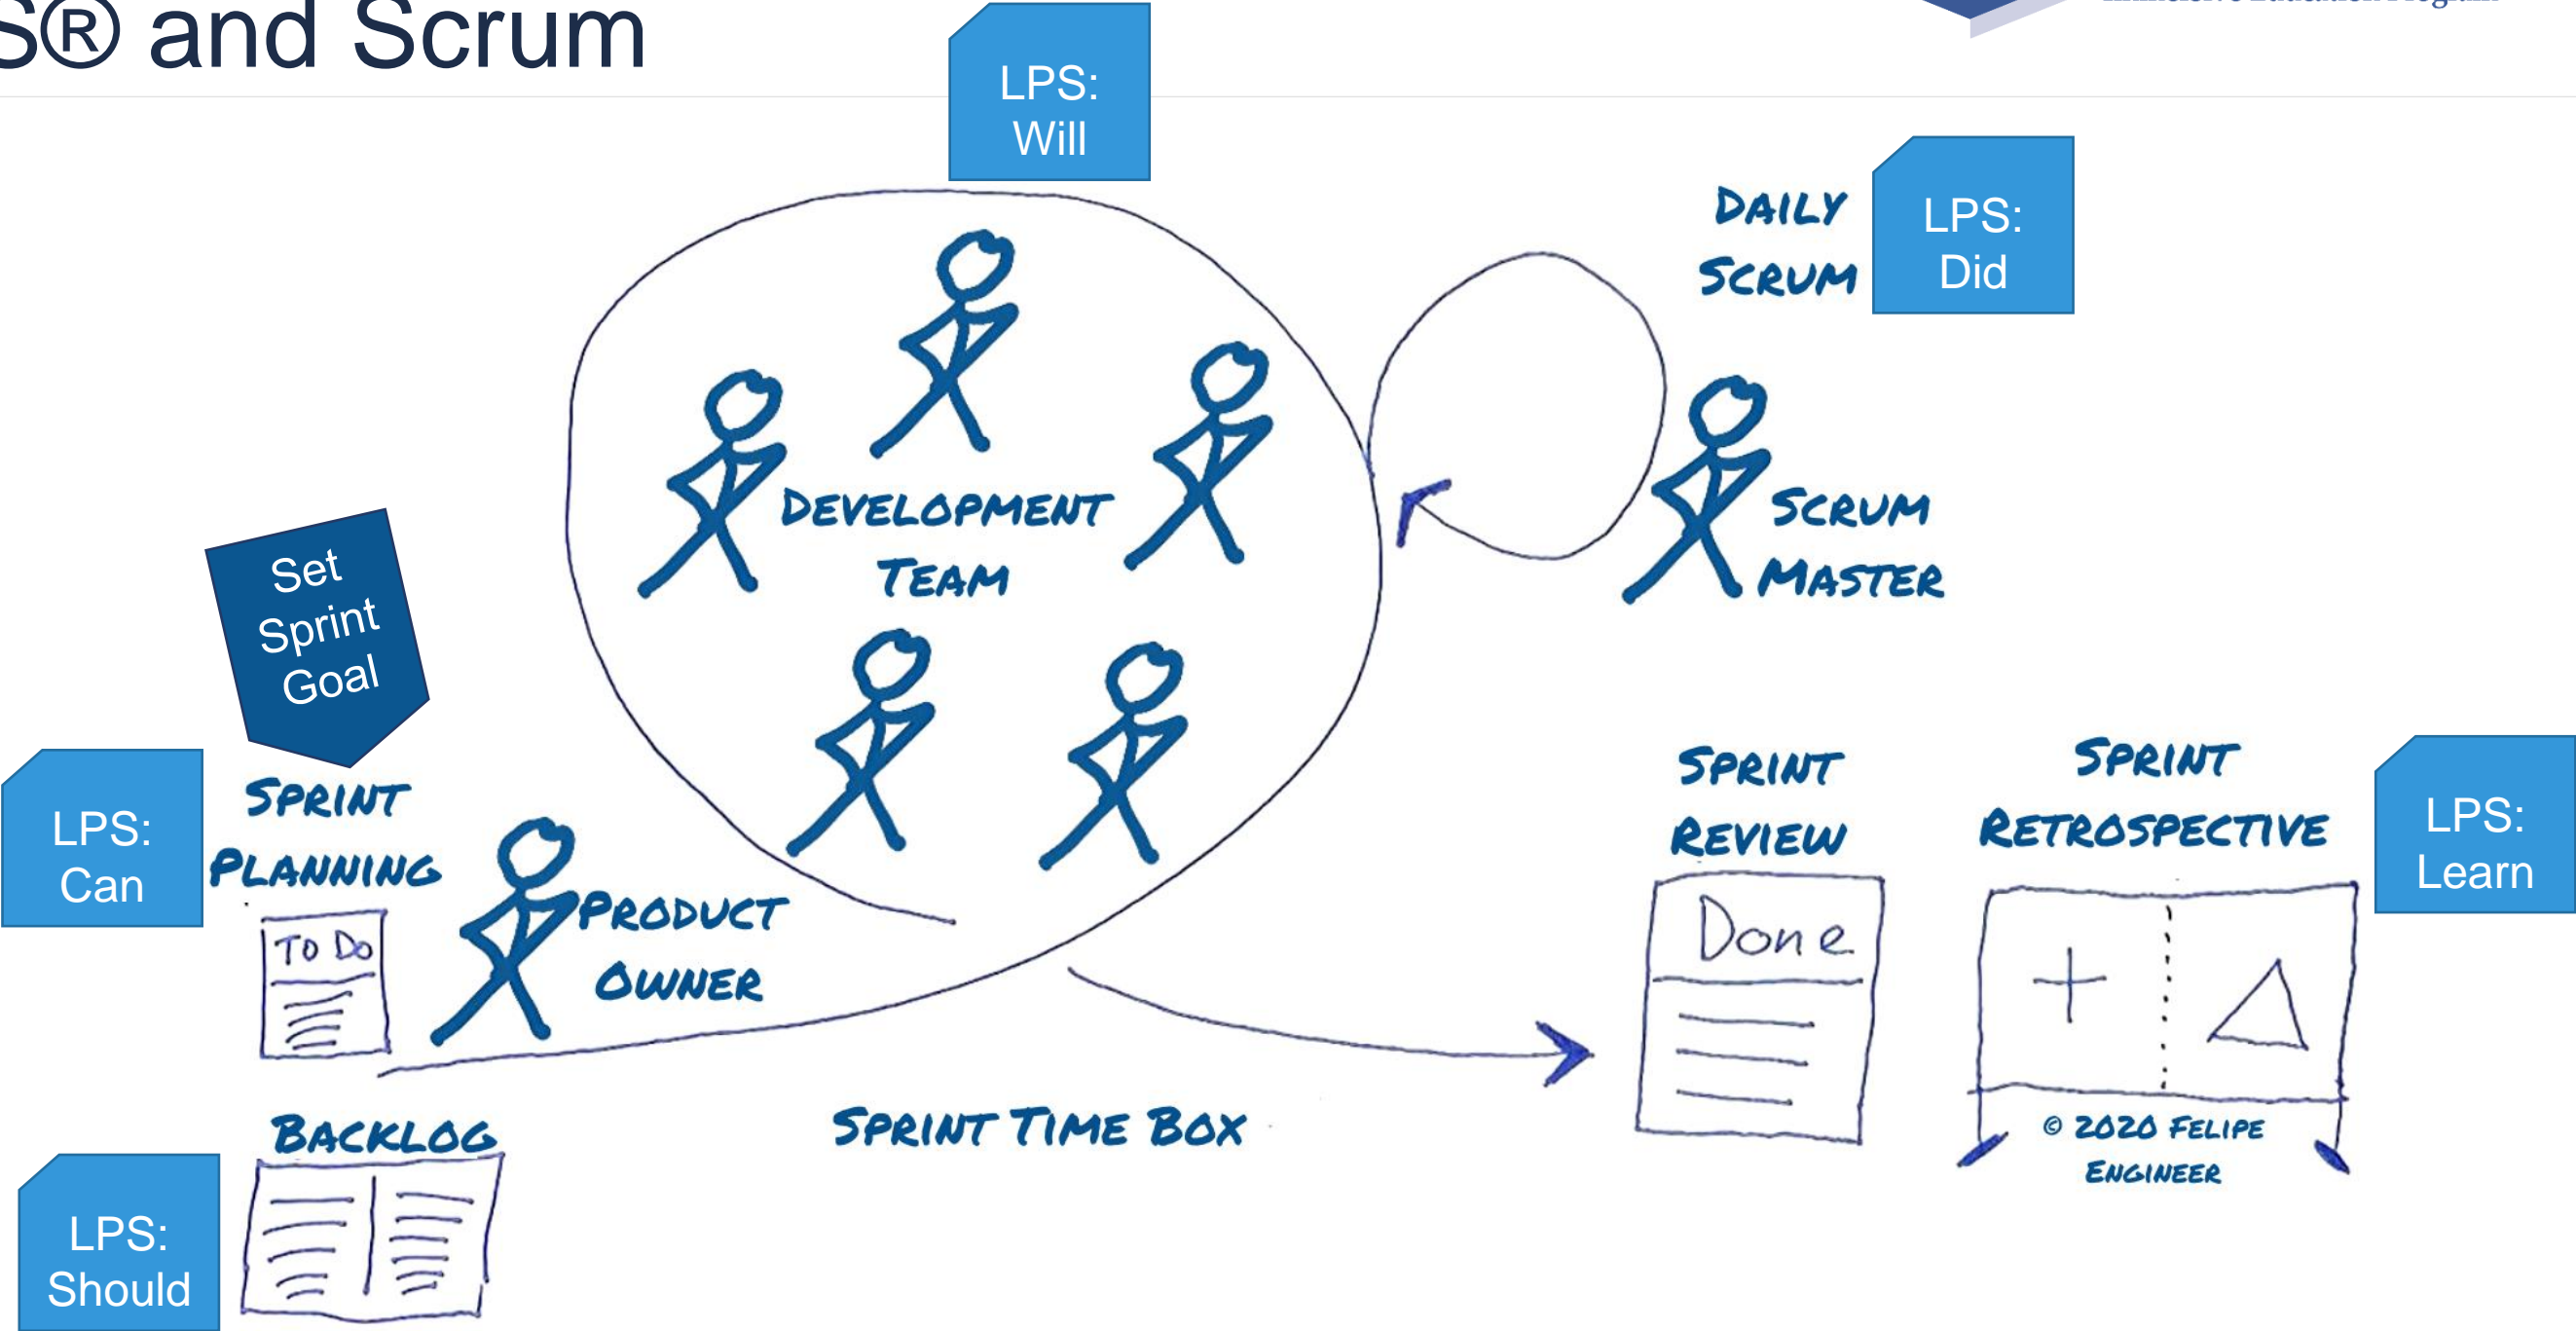 S® and Scrum
LPS:
Will
DAILY
SCRUM
LPS:
Did
DEVELOPMENT
TEAM
SCRUM
MASTER
Set
Sprint
Goal
LPS:
Can
SPRINT
PLANNING
TO DO
PRODUCT
OWNER
SPRINT
REVIEW
Done
SPRINT
RETROSPECTIVE
LPS:
Learn
© 2020 FELIPE
ENGINEER
SPRINT TIME BOX
BACKLOG
LPS:
Should